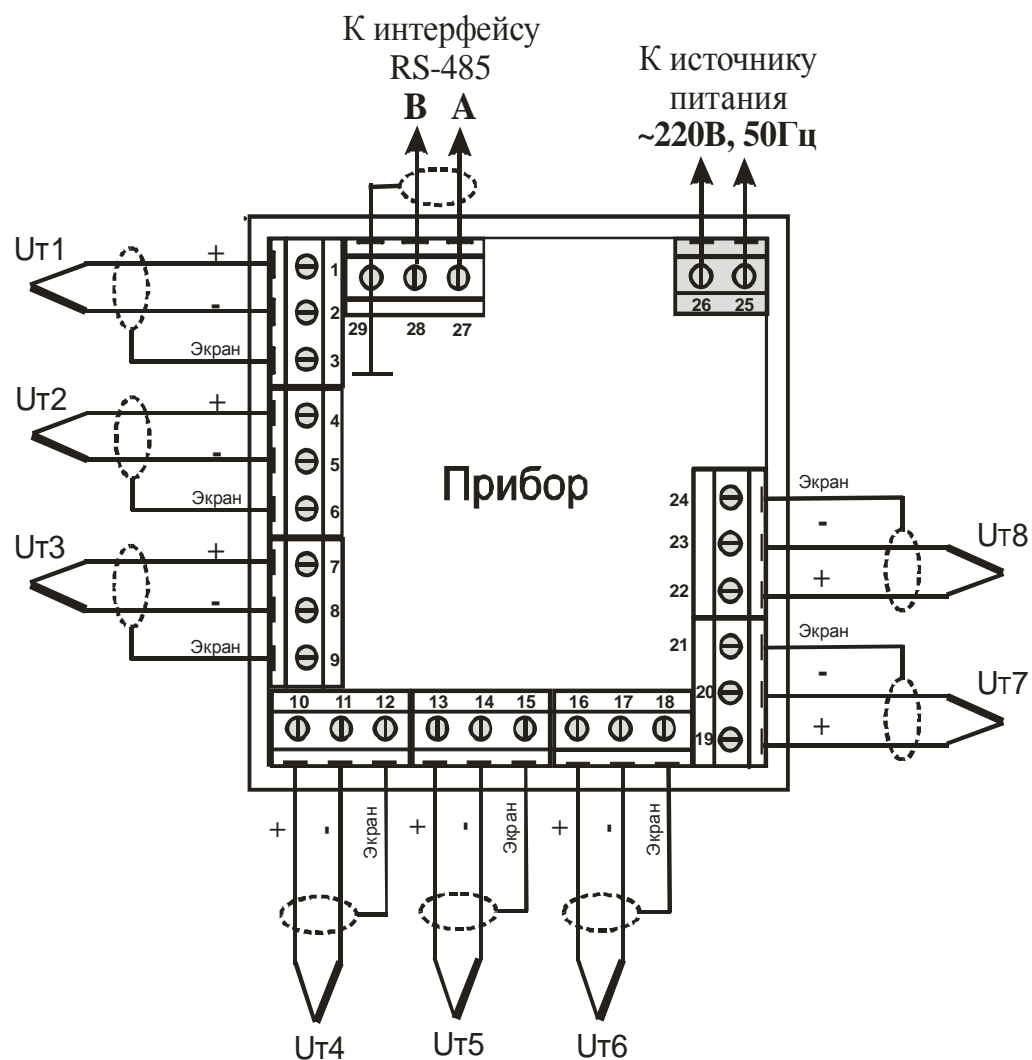 К интерфейсу
RS-485
В А
К источнику
питания
~220В, 50Гц
Uт1
+
-
Экран
1
2
3
29 28 27
26 25
Uт2
+
-
Экран
4
5
6
Прибор
Uт3
+
-
Экран
7
8
9
24
23
22
Экран
-
+
Uт8
21
20
19
Экран
-
+
Uт7
10 11 12 13 14 15 16 17 18
+ - Экран + - Экран + - Экран
Uт4 Uт5 Uт6